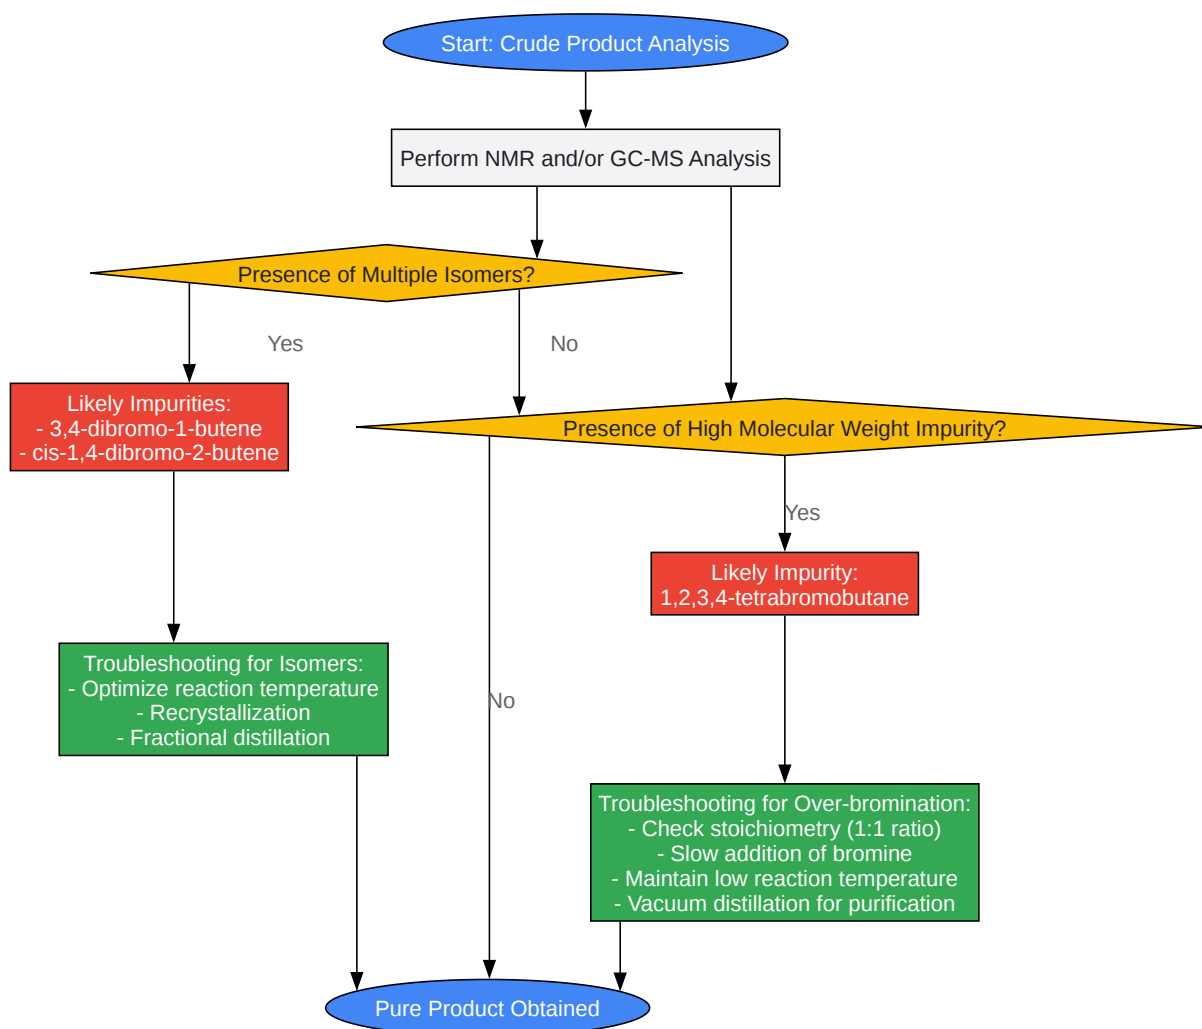 Start: Crude Product Analysis
Perform NMR and/or GC-MS Analysis
Presence of Multiple Isomers?
Yes
No
Likely Impurities:
- 3,4-dibromo-1-butene
- cis-1,4-dibromo-2-butene
Presence of High Molecular Weight Impurity?
Yes
Likely Impurity:
1,2,3,4-tetrabromobutane
Troubleshooting for Isomers:
- Optimize reaction temperature
- Recrystallization
- Fractional distillation
No
Troubleshooting for Over-bromination:
- Check stoichiometry (1:1 ratio)
- Slow addition of bromine
- Maintain low reaction temperature
- Vacuum distillation for purification
Pure Product Obtained